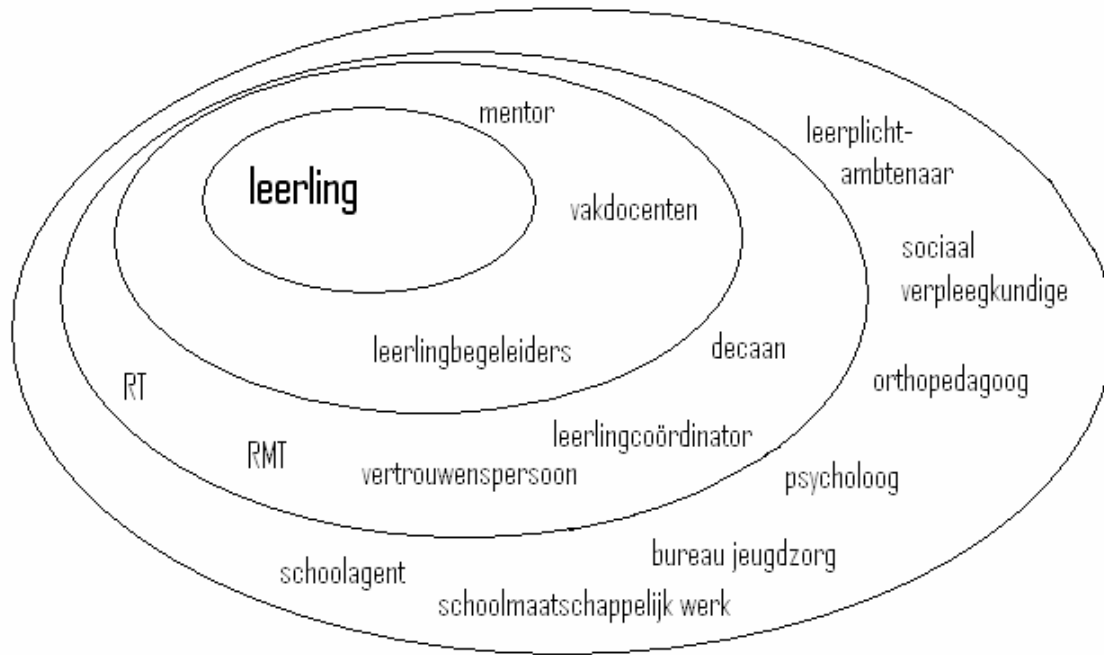 mentor
leerplicht-
ambtenaar
leerling
vakdocenten
sociaal
verpleegkundige
leerlingbegeleiders
decaan
orthopedagoog
RT
leerlingcoördinator
RMT
vertrouwenspersoon
psycholoog
bureau jeugdzorg
schoolagent
schoolmaatschappelijk werk